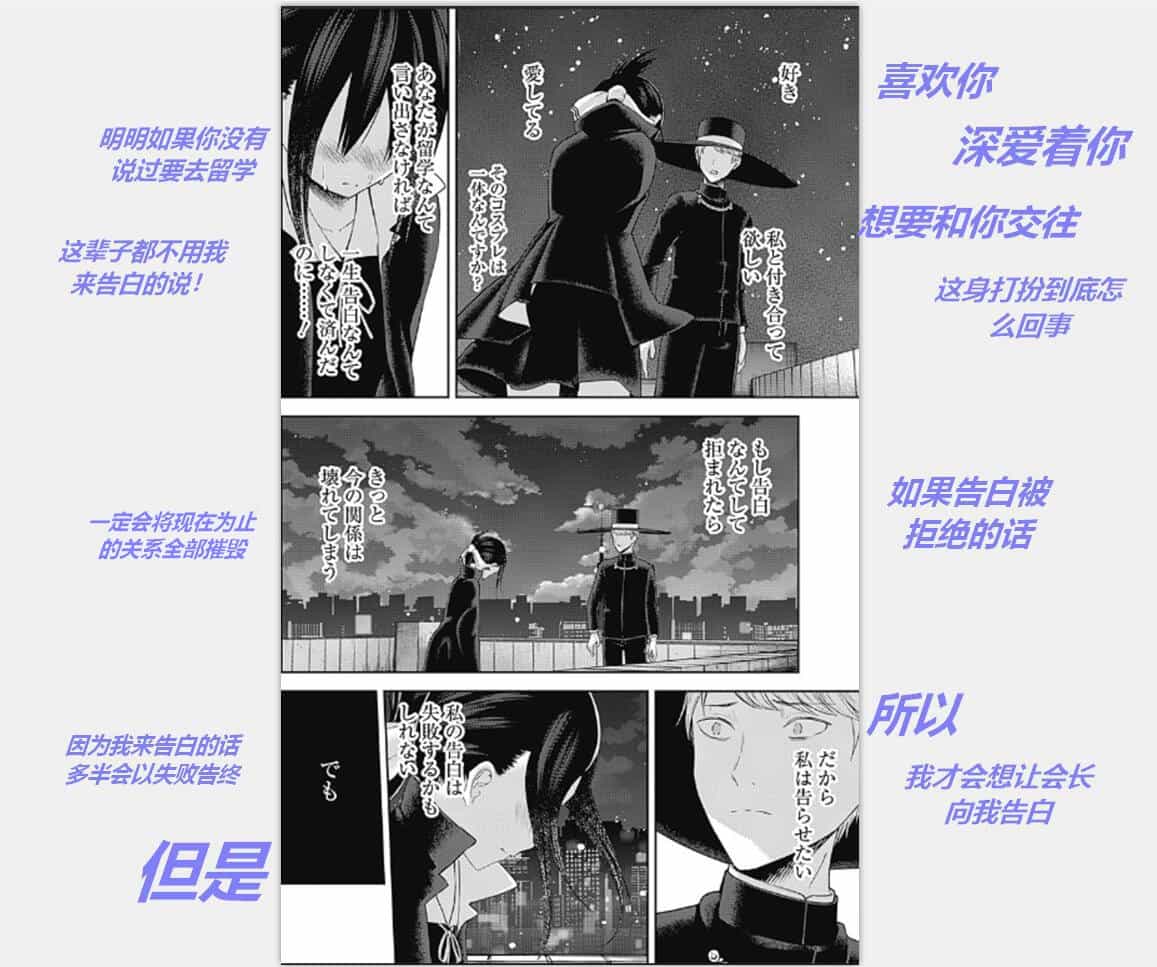 好き
愛してる
私と付き合って
欲しい
そのコスプレは
一体なんですか?
あなたが留学なんて
言い出さなければ
一生告白なんて
しなくて済んだ
のに……!
もし告白
なんてして
拒まれたら
きっと
今の関係は
壊れてしまう
だから
私は告らせたい
私の告白は
失敗するかも
しれない
でも
喜欢你
深爱着你
想要和你交往
这身打扮到底怎
么回事
明明如果你没有
说过要去留学
这辈子都不用我
来告白的说!
如果告白被
拒绝的话
一定会将现在为止
的关系全部摧毁
所以
我才会想让会长
向我告白
因为我来告白的话
多半会以失败告终
但是